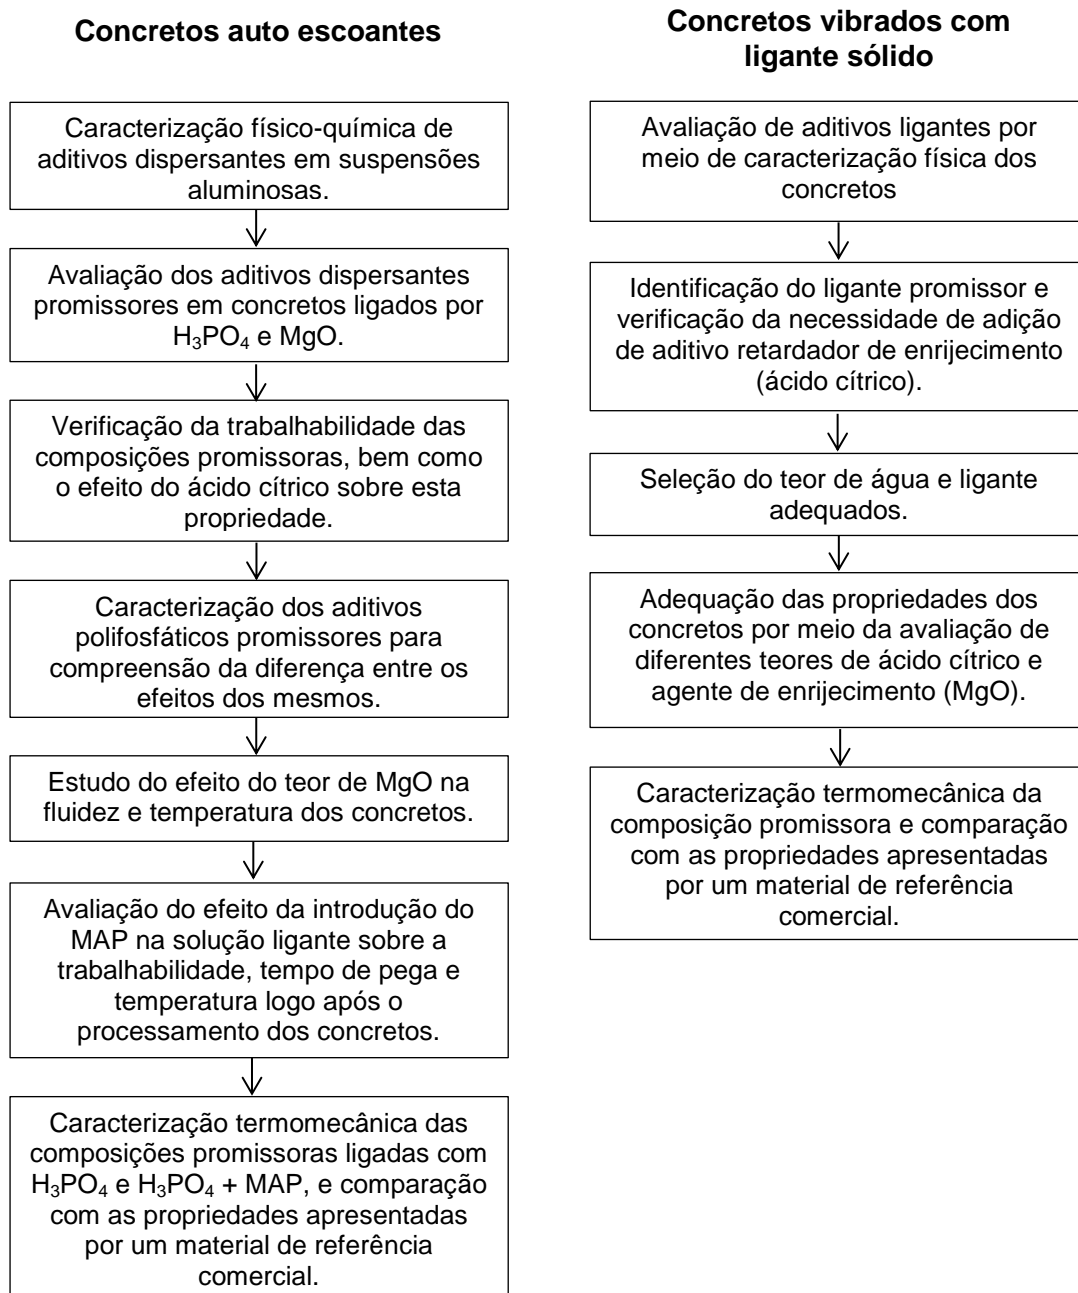 Concretos auto escoantes
Caracterização físico-química de
aditivos dispersantes em suspensões
aluminosas.
Avaliação dos aditivos dispersantes
promissores em concretos ligados por
H₃PO₄ e MgO.
Verificação da trabalhabilidade das
composições promissoras, bem como
o efeito do ácido cítrico sobre esta
propriedade.
Caracterização dos aditivos
polifosfáticos promissores para
compreensão da diferença entre os
efeitos dos mesmos.
Estudo do efeito do teor de MgO na
fluidez e temperatura dos concretos.
Avaliação do efeito da introdução do
MAP na solução ligante sobre a
trabalhabilidade, tempo de pega e
temperatura logo após o
processamento dos concretos.
Caracterização termomecânica das
composições promissoras ligadas com
H₃PO₄ e H₃PO₄ + MAP, e comparação
com as propriedades apresentadas
por um material de referência
comercial.
Concretos vibrados com
ligante sólido
Avaliação de aditivos ligantes por
meio de caracterização física dos
concretos
Identificação do ligante promissor e
verificação da necessidade de adição
de aditivo retardador de enrijecimento
(ácido cítrico).
Seleção do teor de água e ligante
adequados.
Adequação das propriedades dos
concretos por meio da avaliação de
diferentes teores de ácido cítrico e
agente de enrijecimento (MgO).
Caracterização termomecânica da
composição promissora e comparação
com as propriedades apresentadas
por um material de referência
comercial.